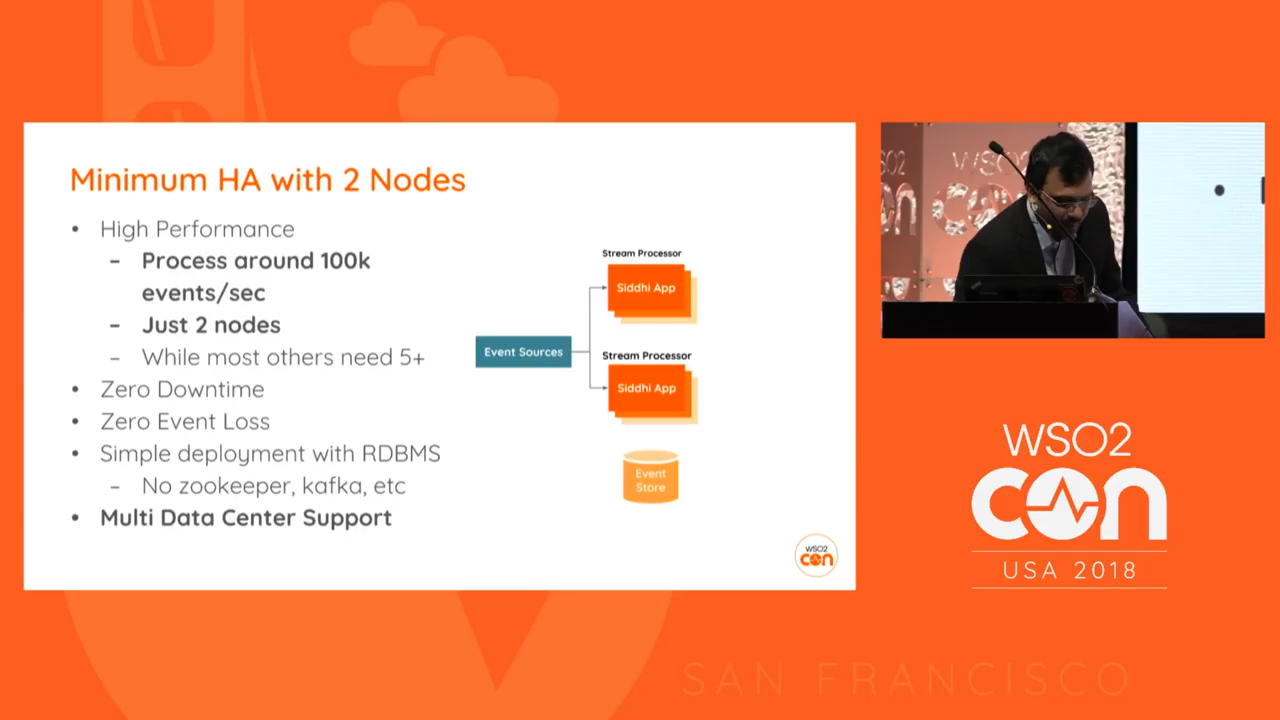 Minimum HA with 2 Nodes
• High Performance
– Process around 100k
events/sec
– Just 2 nodes
– While most others need 5+
• Zero Downtime
• Zero Event Loss
• Simple deployment with RDBMS
– No zookeeper, kafka, etc
• Multi Data Center Support
Stream Processor
Siddhi App
Event Sources
Stream Processor
Siddhi App
Event
Store
WSO2
con
WSO2
con
WSO2
CON
USA 2018
SAN FRANCISCO